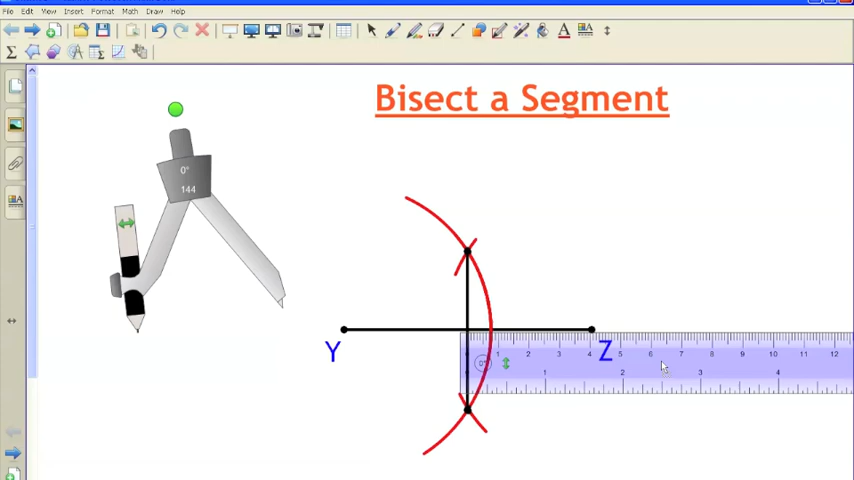 File Edit View Insert Format Math Draw Help
Bisect a Segment
0°
144
Y
Z
1 2 3 4 5 6 7 8 9 10 11 12
0°
1 2 3 4